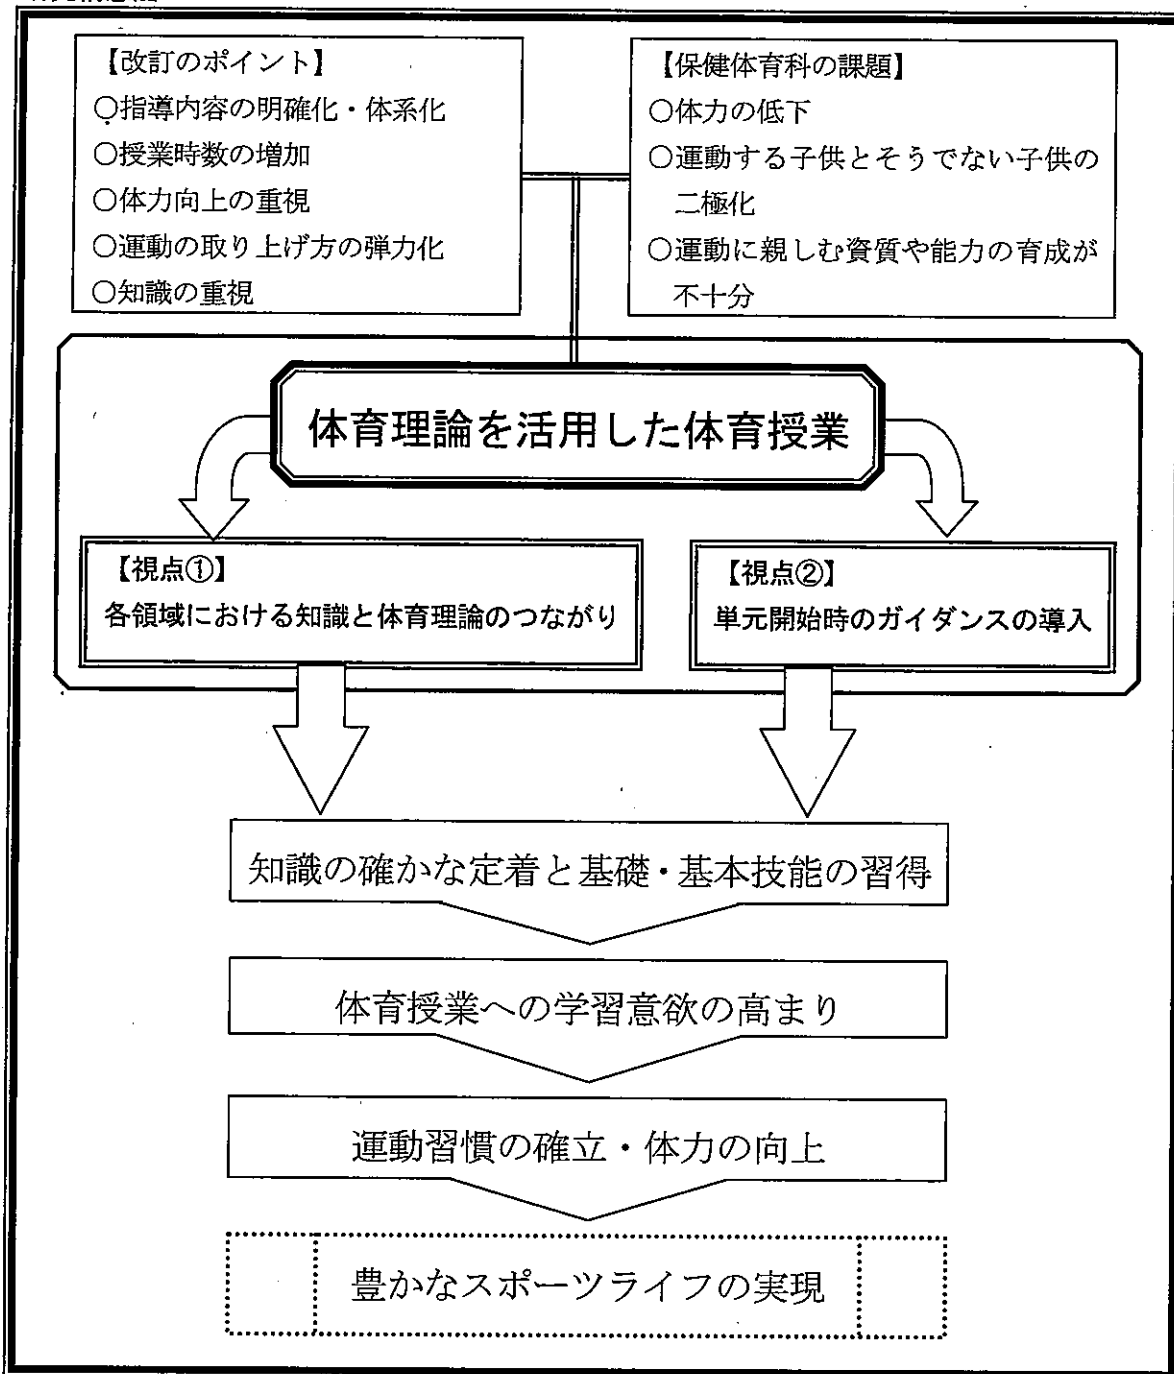 【改訂のポイント】
○指導内容の明確化・体系化
○授業時数の増加
○体力向上の重視
○運動の取り上げ方の弾力化
○知識の重視
【保健体育科の課題】
○体力の低下
○運動する子供とそうでない子供の
二極化
○運動に親しむ資質や能力の育成が
不十分
体育理論を活用した体育授業
【視点①】
各領域における知識と体育理論のつながり
【視点②】
単元開始時のガイダンスの導入
知識の確かな定着と基礎・基本技能の習得
体育授業への学習意欲の高まり
運動習慣の確立・体力の向上
豊かなスポーツライフの実現